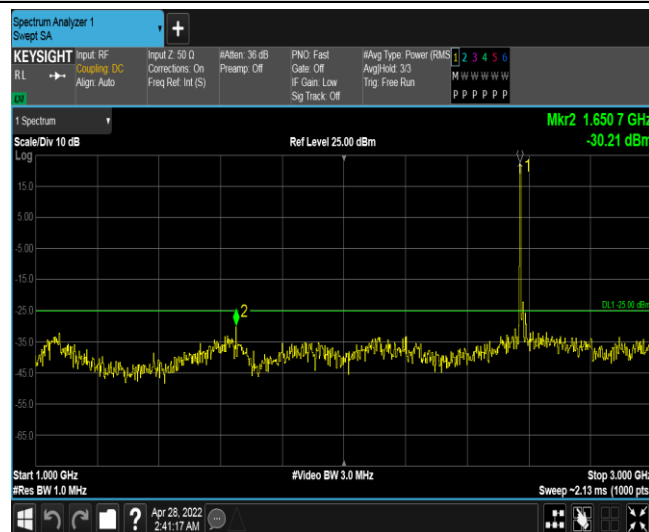 Spectrum Analyzer 1
Swept SA
+
KEYSIGHT Input: RF Input Z: 50 Ω #Atten: 36 dB PNO: Fast #Avg Type: Power (RMS 1 2 3 4 5 6
RL Coupling: DC Corrections: On Preamp: Off Gate: Off Avg|Hold: 3/3 M W W W W W
Align: Auto Freq Ref: Int (S) IF Gain: Low Trig: Free Run P P P P P P
Sig Track: Off
1 Spectrum Mkr2 1.650 7 GHz
Scale/Div 10 dB Ref Level 25.00 dBm -30.21 dBm
Log
1
15.0
5.00
-5.00
-15.0
-25.0 2 DL1 -25.00 dBm
-35.0
-45.0
-55.0
-65.0
Start 1.000 GHz #Video BW 3.0 MHz Stop 3.000 GHz
#Res BW 1.0 MHz Sweep ~2.13 ms (1000 pts
? Apr 28, 2022
2:41:17 AM